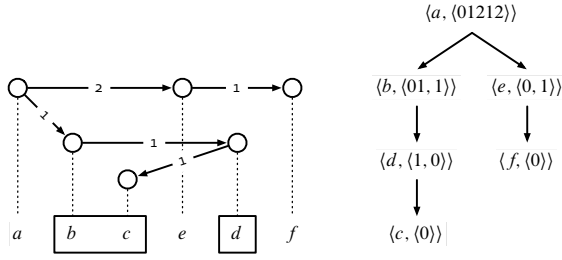 ⟨a, ⟨01212⟩⟩
2
1
⟨b, ⟨01, 1⟩⟩
⟨e, ⟨0, 1⟩⟩
1
1
1
⟨d, ⟨1, 0⟩⟩
⟨f, ⟨0⟩⟩
a b c e d f
⟨c, ⟨0⟩⟩